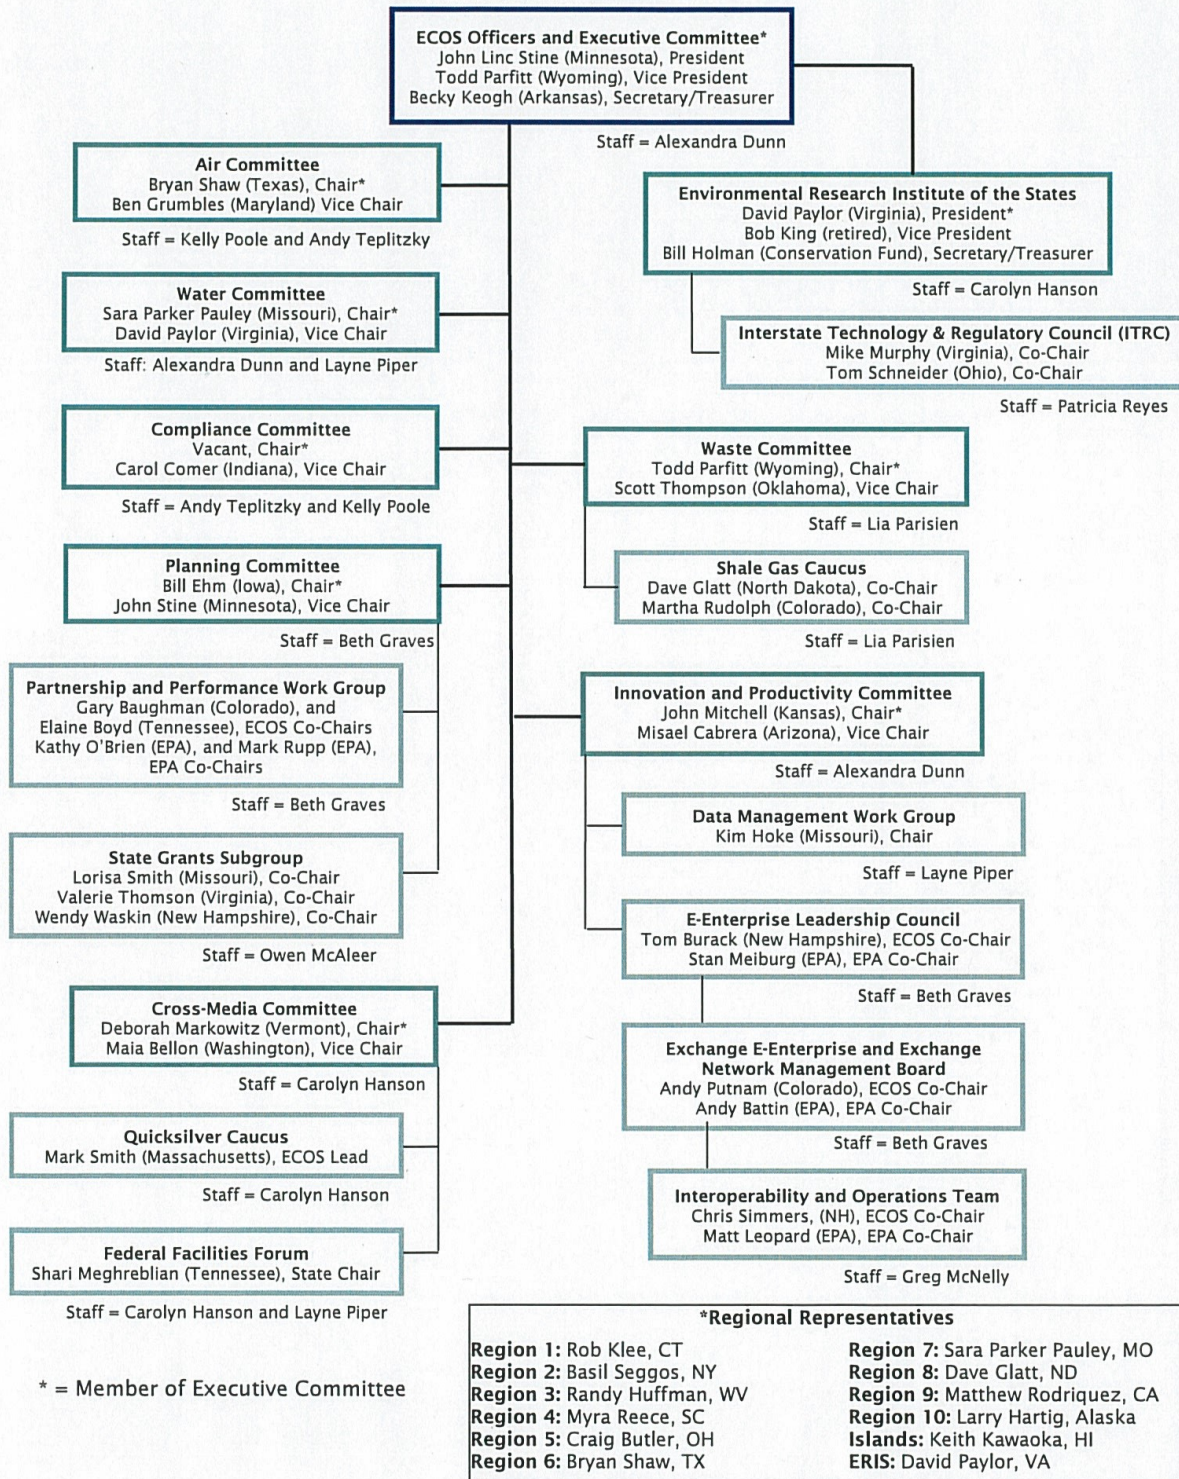 ECOS Officers and Executive Committee*
John Linc Stine (Minnesota), President
Todd Parfitt (Wyoming), Vice President
Becky Keogh (Arkansas), Secretary/Treasurer
Staff = Alexandra Dunn
Air Committee
Bryan Shaw (Texas), Chair*
Ben Grumbles (Maryland) Vice Chair
Staff = Kelly Poole and Andy Teplitzky
Water Committee
Sara Parker Pauley (Missouri), Chair*
David Paylor (Virginia), Vice Chair
Staff: Alexandra Dunn and Layne Piper
Compliance Committee
Vacant, Chair*
Carol Comer (Indiana), Vice Chair
Staff = Andy Teplitzky and Kelly Poole
Planning Committee
Bill Ehm (Iowa), Chair*
John Stine (Minnesota), Vice Chair
Staff = Beth Graves
Partnership and Performance Work Group
Gary Baughman (Colorado), and
Elaine Boyd (Tennessee), ECOS Co-Chairs
Kathy O'Brien (EPA), and Mark Rupp (EPA),
EPA Co-Chairs
Staff = Beth Graves
State Grants Subgroup
Lorisa Smith (Missouri), Co-Chair
Valerie Thomson (Virginia), Co-Chair
Wendy Waskin (New Hampshire), Co-Chair
Staff = Owen McAleer
Cross-Media Committee
Deborah Markowitz (Vermont), Chair*
Maia Bellon (Washington), Vice Chair
Staff = Carolyn Hanson
Quicksilver Caucus
Mark Smith (Massachusetts), ECOS Lead
Staff = Carolyn Hanson
Federal Facilities Forum
Shari Meghreblian (Tennessee), State Chair
Staff = Carolyn Hanson and Layne Piper
* = Member of Executive Committee
Environmental Research Institute of the States
David Paylor (Virginia), President*
Bob King (retired), Vice President
Bill Holman (Conservation Fund), Secretary/Treasurer
Staff = Carolyn Hanson
Interstate Technology & Regulatory Council (ITRC)
Mike Murphy (Virginia), Co-Chair
Tom Schneider (Ohio), Co-Chair
Staff = Patricia Reyes
Waste Committee
Todd Parfitt (Wyoming), Chair*
Scott Thompson (Oklahoma), Vice Chair
Staff = Lia Parisien
Shale Gas Caucus
Dave Glatt (North Dakota), Co-Chair
Martha Rudolph (Colorado), Co-Chair
Staff = Lia Parisien
Innovation and Productivity Committee
John Mitchell (Kansas), Chair*
Misael Cabrera (Arizona), Vice Chair
Staff = Alexandra Dunn
Data Management Work Group
Kim Hoke (Missouri), Chair
Staff = Layne Piper
E-Enterprise Leadership Council
Tom Burack (New Hampshire), ECOS Co-Chair
Stan Meiburg (EPA), EPA Co-Chair
Staff = Beth Graves
Exchange E-Enterprise and Exchange
Network Management Board
Andy Putnam (Colorado), ECOS Co-Chair
Andy Battin (EPA), EPA Co-Chair
Staff = Beth Graves
Interoperability and Operations Team
Chris Simmers, (NH), ECOS Co-Chair
Matt Leopard (EPA), EPA Co-Chair
Staff = Greg McNelly
*Regional Representatives
Region 1: Rob Klee, CT
Region 2: Basil Seggos, NY
Region 3: Randy Huffman, WV
Region 4: Myra Reece, SC
Region 5: Craig Butler, OH
Region 6: Bryan Shaw, TX
Region 7: Sara Parker Pauley, MO
Region 8: Dave Glatt, ND
Region 9: Matthew Rodriquez, CA
Region 10: Larry Hartig, Alaska
Islands: Keith Kawaoka, HI
ERIS: David Paylor, VA